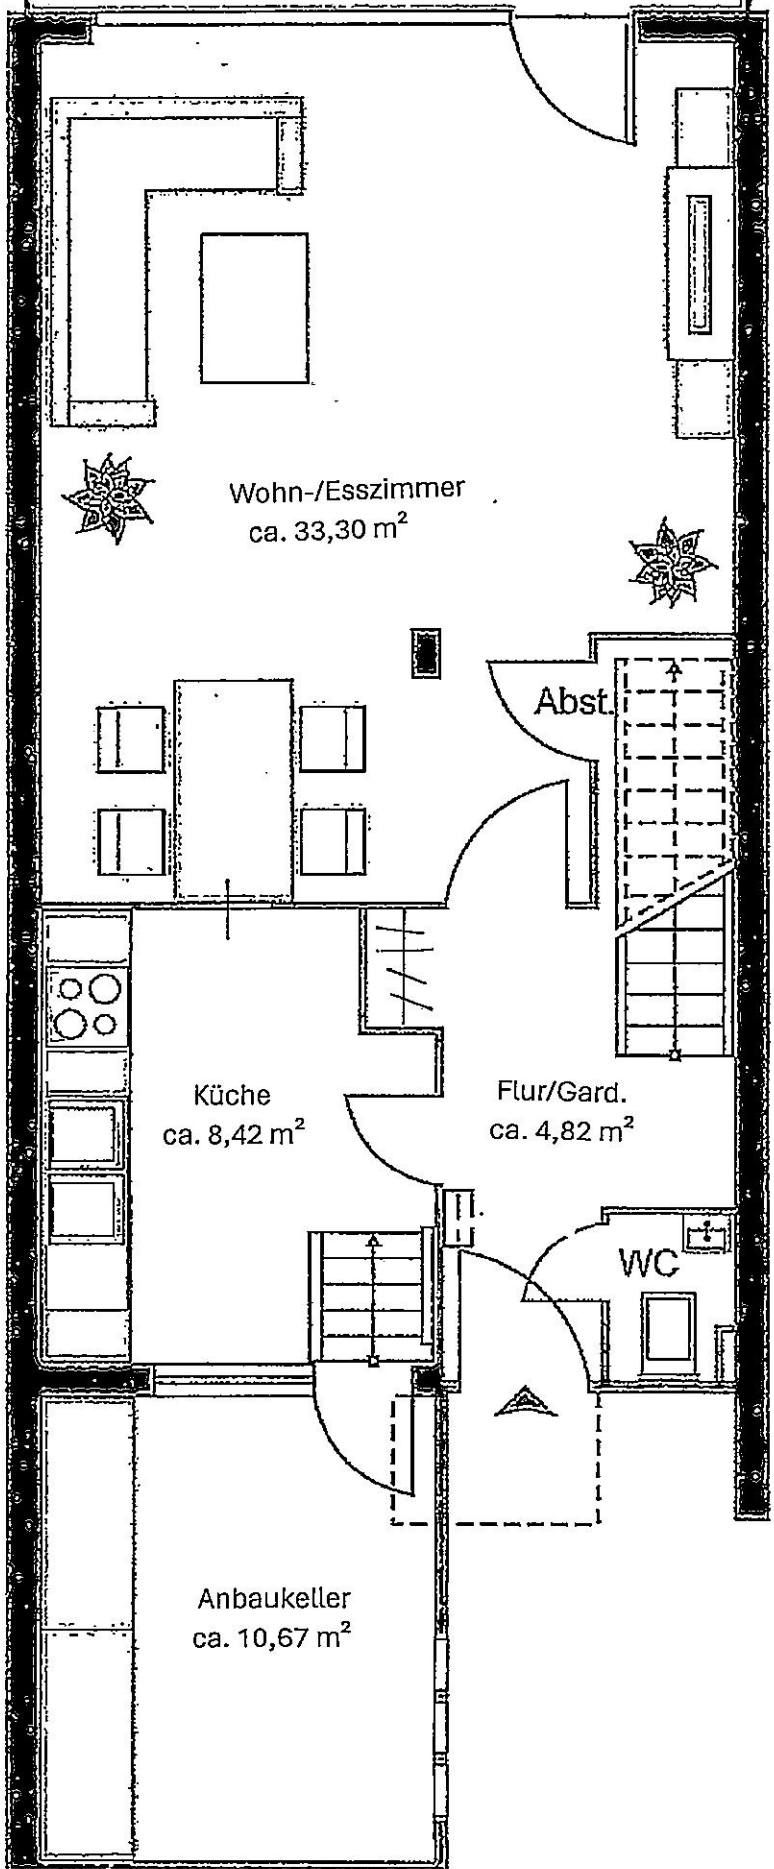 Wohn-/Esszimmer
ca. 33,30 m²
Abst.
Küche
ca. 8,42 m²
Flur/Gard.
ca. 4,82 m²
WC
Anbaukeller
ca. 10,67 m²